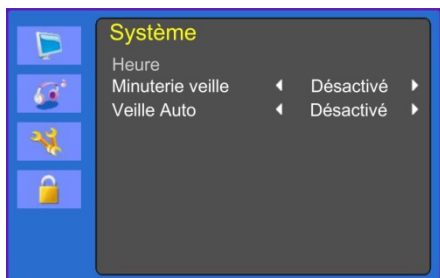 Système
Heure
Minuterie veille Désactivé
Veille Auto Désactivé